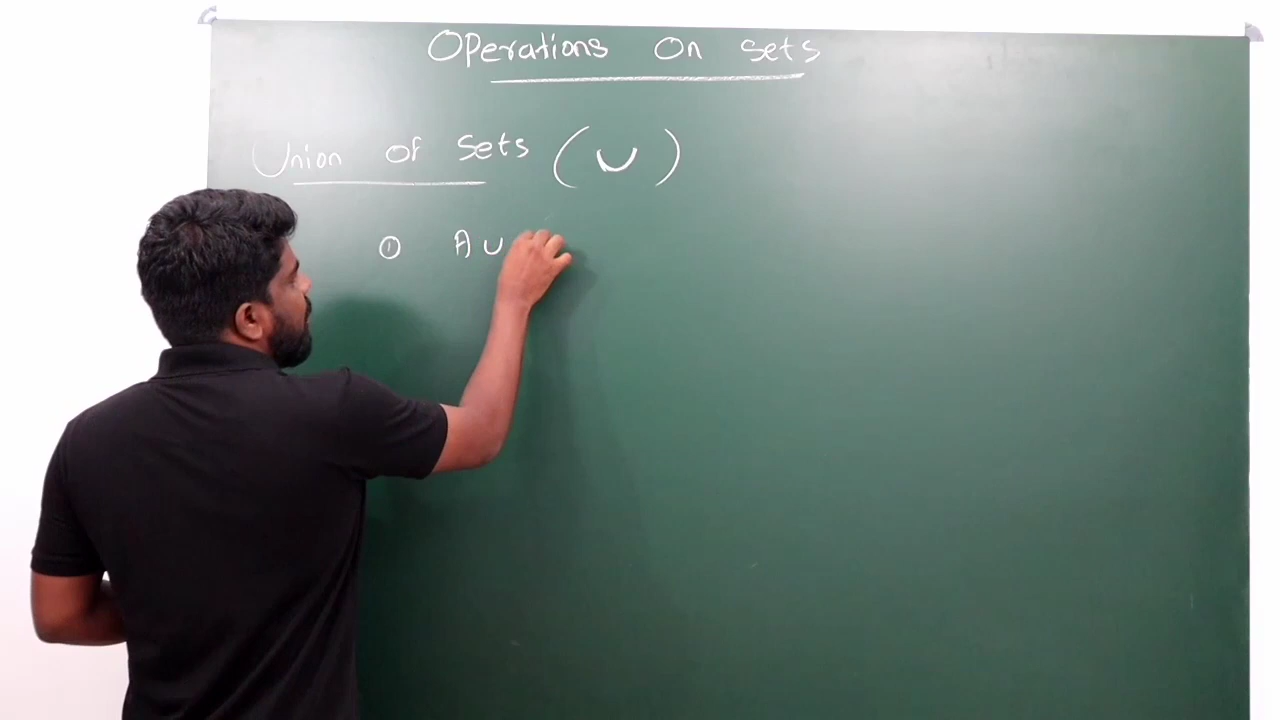 Operations On Sets
Union Of Sets (∪)
① A ∪